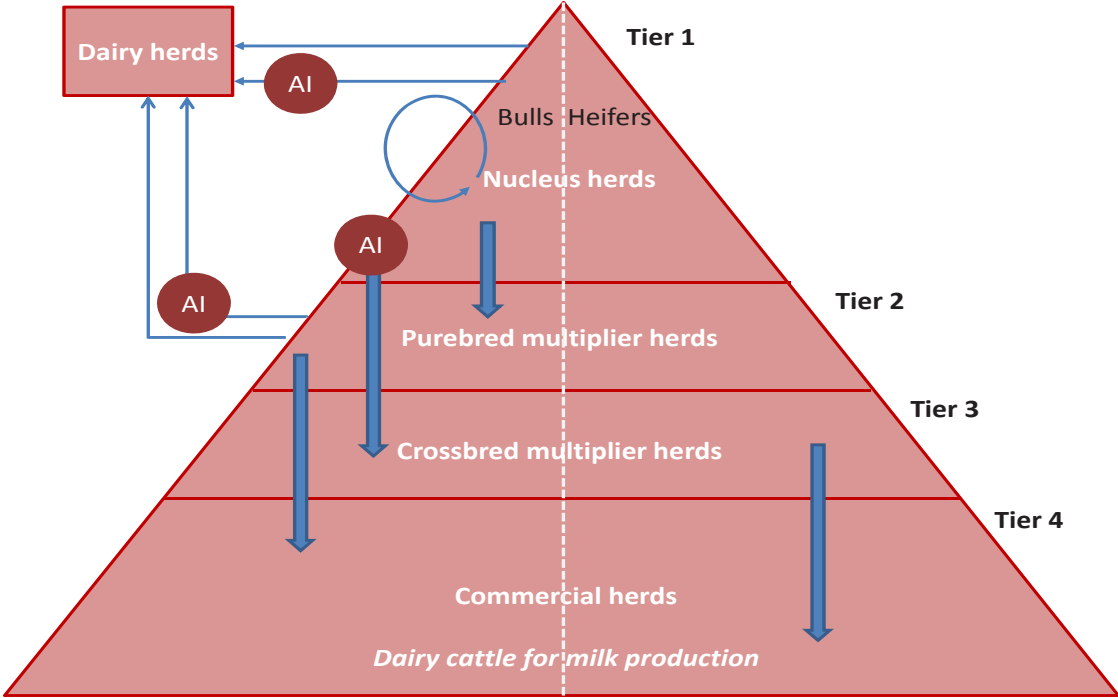 Dairy herds
Tier 1
AI
Bulls Heifers
Nucleus herds
AI
AI
Tier 2
Purebred multiplier herds
Tier 3
Crossbred multiplier herds
Tier 4
Commercial herds
Dairy cattle for milk production